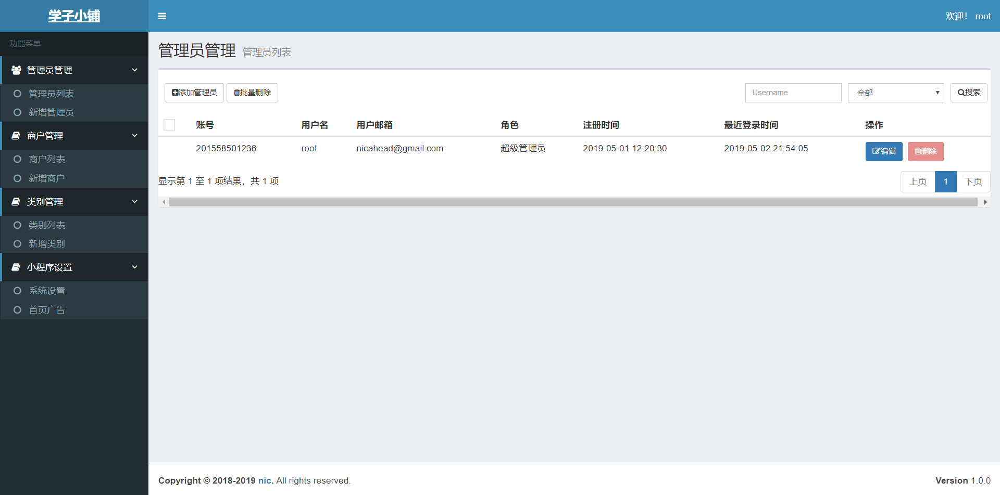 学子小铺
欢迎！ root
功能菜单
管理员管理
管理员列表
新增管理员
商户管理
商户列表
新增商户
类别管理
类别列表
新增类别
小程序设置
系统设置
首页广告
管理员管理 管理员列表
添加管理员 批量删除 Username 全部 搜索
账号 用户名 用户邮箱 角色 注册时间 最近登录时间 操作
201558501236 root nicahead@gmail.com 超级管理员 2019-05-01 12:20:30 2019-05-02 21:54:05 编辑 删除
显示第 1 至 1 项结果，共 1 项 上页 1 下页
Copyright © 2018-2019 nic. All rights reserved. Version 1.0.0